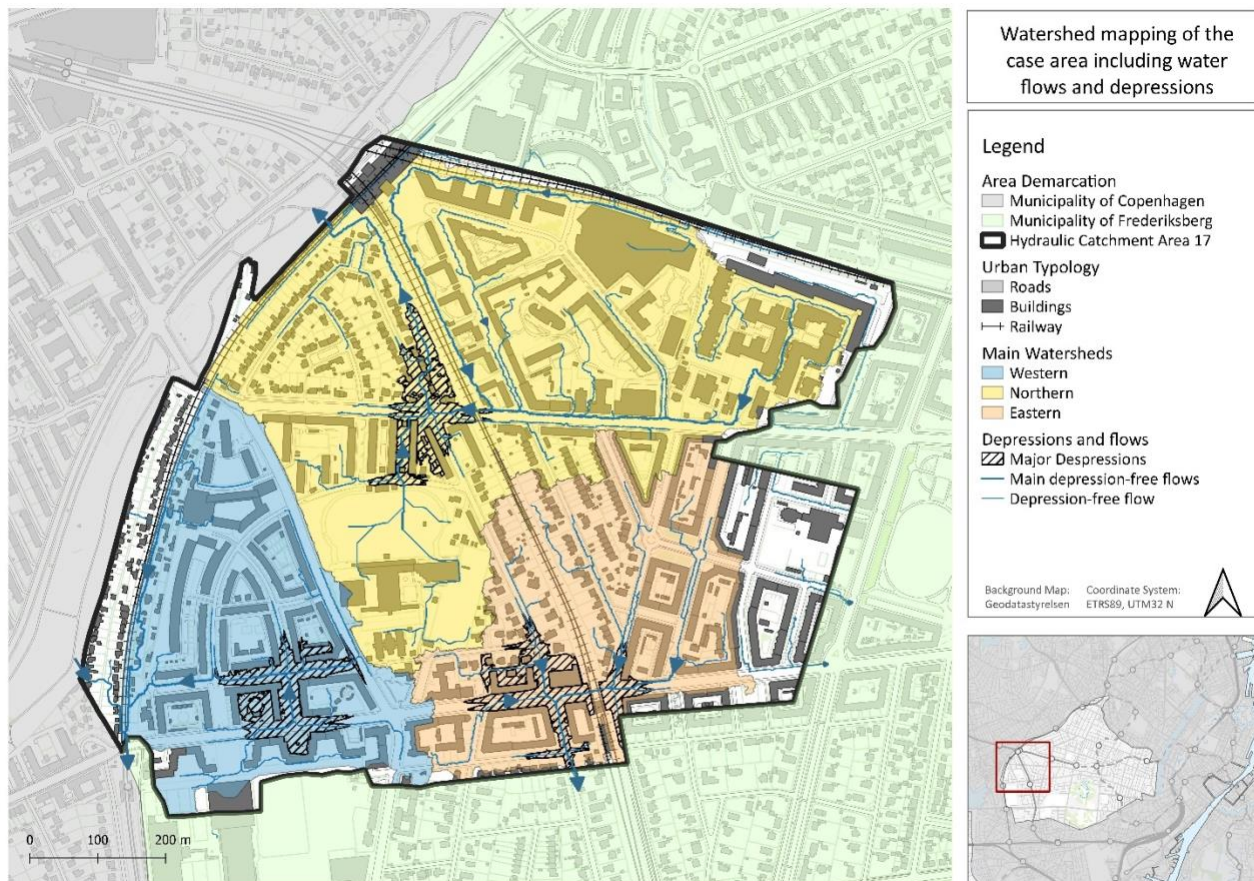 Watershed mapping of the
case area including water
flows and depressions
Legend
Area Demarcation
Municipality of Copenhagen
Municipality of Frederiksberg
Hydraulic Catchment Area 17
Urban Typology
Roads
Buildings
Railway
Main Watersheds
Western
Northern
Eastern
Depressions and flows
Major Despressions
Main depression-free flows
Depression-free flow
Background Map: Coordinate System:
Geodatastyrelsen ETRS89, UTM32 N
0 100 200 m